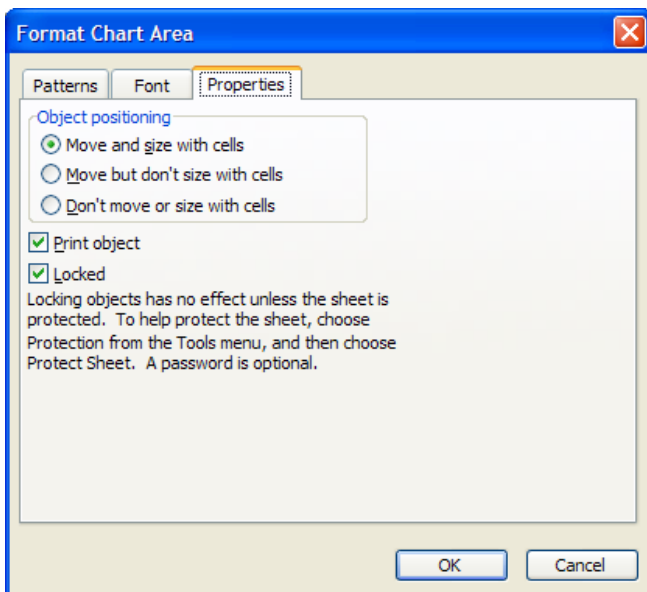 Format Chart Area
Patterns Font Properties
Object positioning
Move and size with cells
Move but don't size with cells
Don't move or size with cells
Print object
Locked
Locking objects has no effect unless the sheet is
protected.  To help protect the sheet, choose
Protection from the Tools menu, and then choose
Protect Sheet.  A password is optional.
OK Cancel